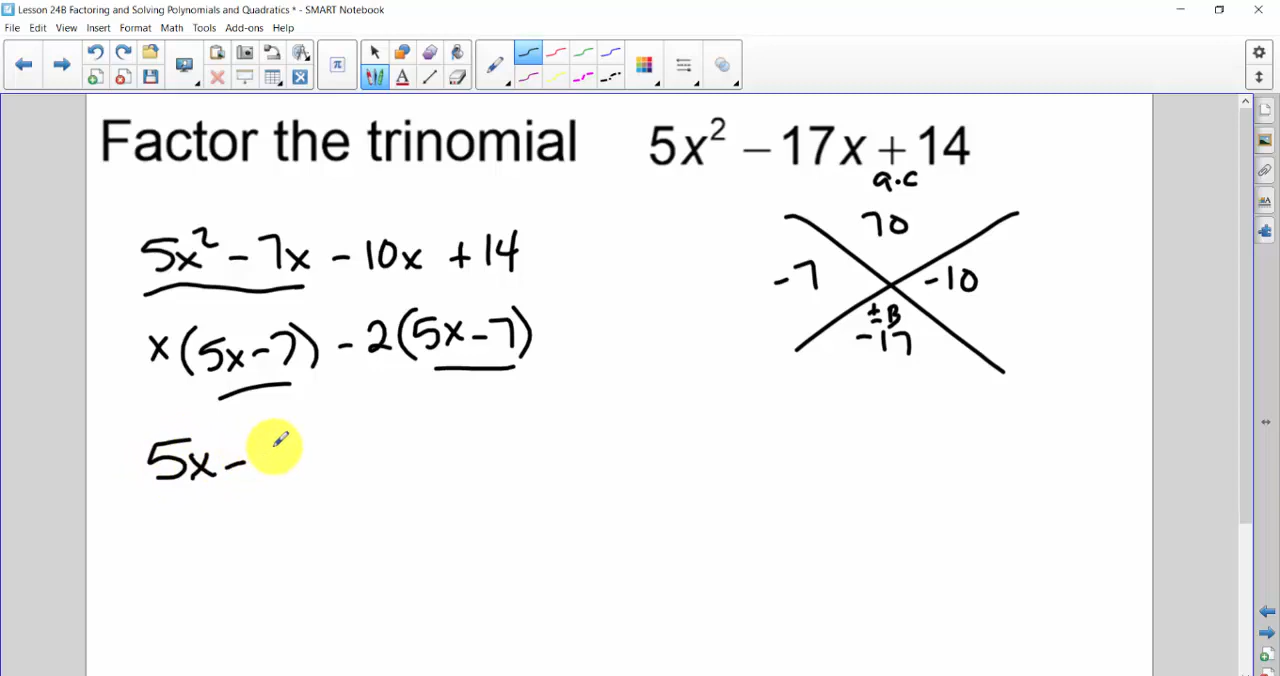 Lesson 24B Factoring and Solving Polynomials and Quadratics * - SMART Notebook
File Edit View Insert Format Math Tools Add-ons Help
Factor the trinomial 5x² − 17x + 14
a·c
70
-7 -10
±B
-17
5x² - 7x - 10x + 14
x(5x-7) - 2(5x-7)
5x -